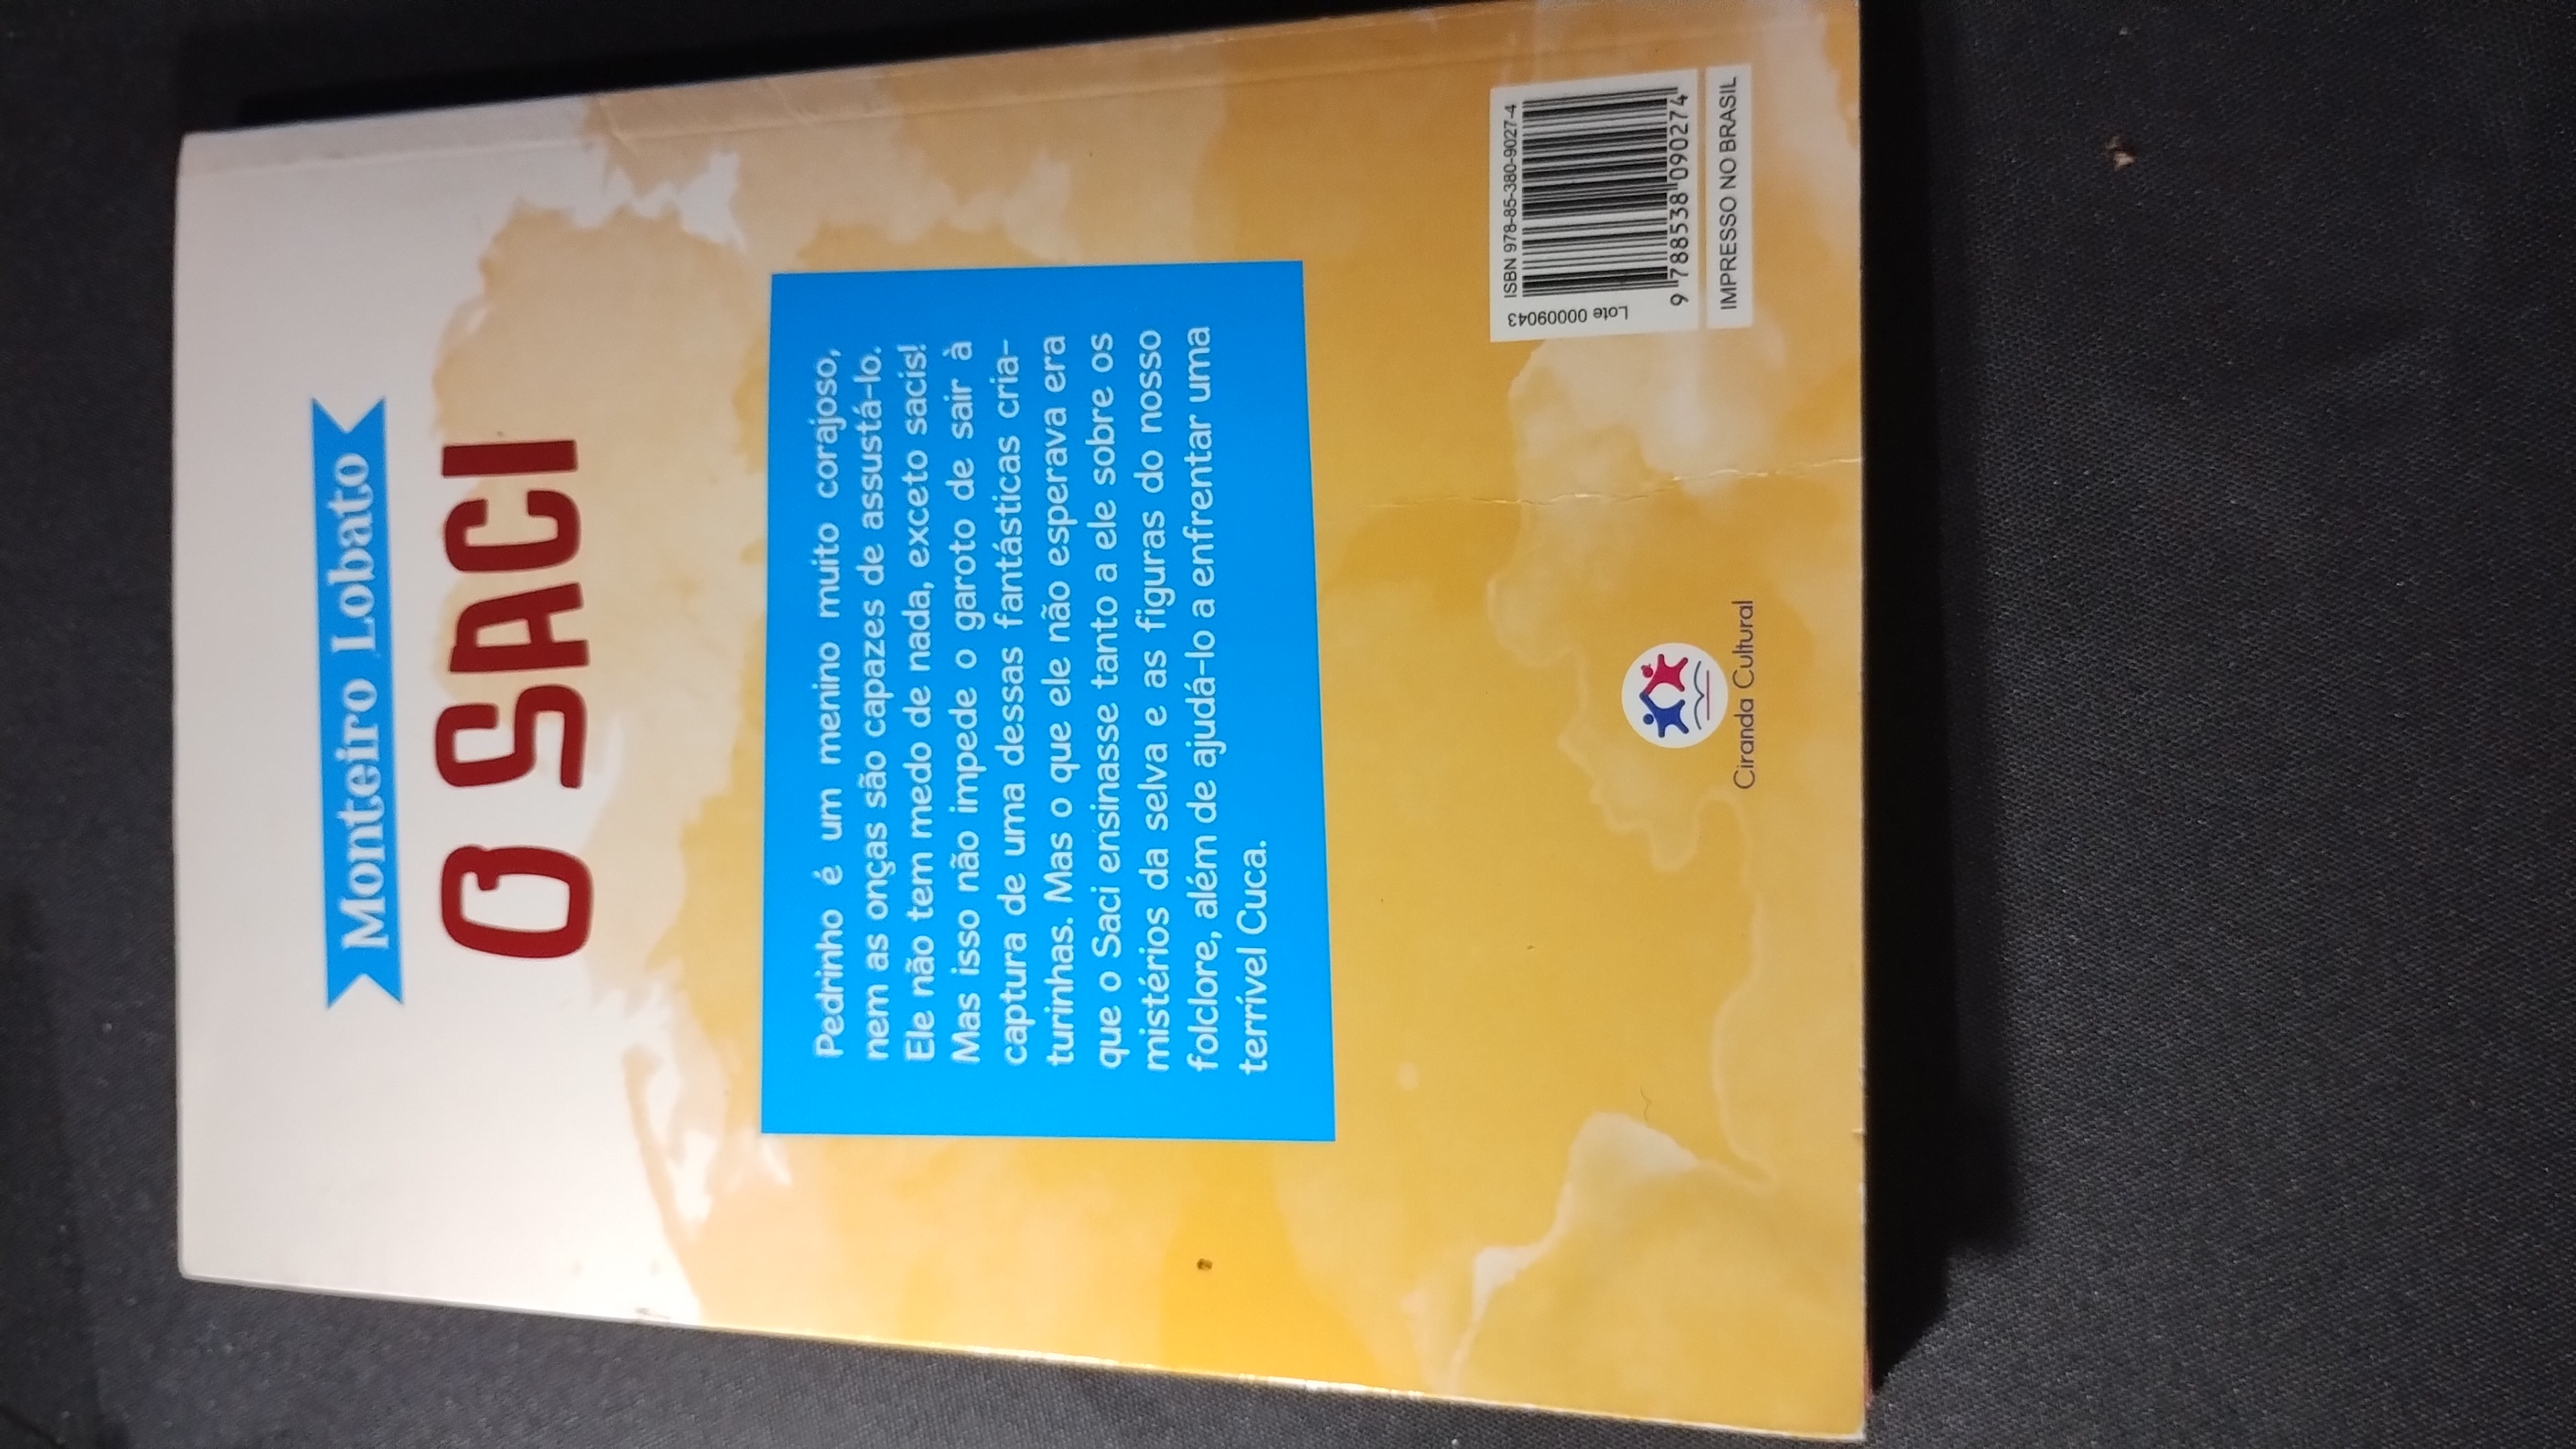 Monteiro Lobato
O SACI
Pedrinho é um menino muito corajoso,
nem as onças são capazes de assustá-lo.
Ele não tem medo de nada, exceto sacis!
Mas isso não impede o garoto de sair à
captura de uma dessas fantásticas cria-
turinhas. Mas o que ele não esperava era
que o Saci ensinasse tanto a ele sobre os
mistérios da selva e as figuras do nosso
folclore, além de ajudá-lo a enfrentar uma
terrível Cuca.
Ciranda Cultural
Lote 00009043
ISBN 978-85-380-9027-4
9 788538 090274
IMPRESSO NO BRASIL